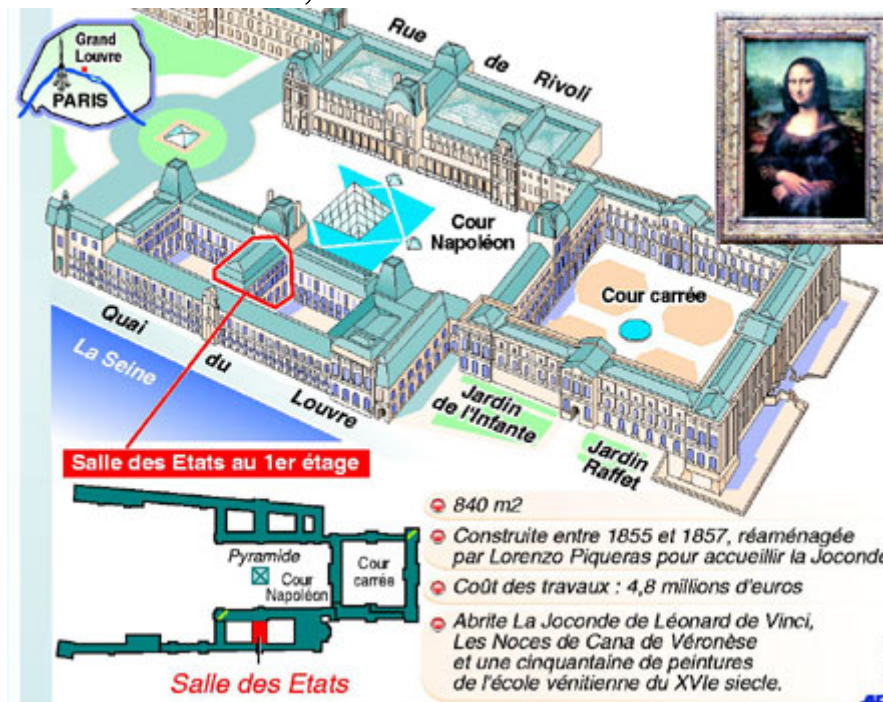 Grand
Louvre
PARIS
Rue de Rivoli
Cour
Napoléon
Cour carrée
Quai du Louvre
La Seine
Jardin
de l'Infante
Jardin
Raffet
Salle des Etats au 1er étage
Pyramide
Cour
Napoléon
Cour
carrée
Salle des Etats
840 m2
Construite entre 1855 et 1857, réaménagée
par Lorenzo Piqueras pour accueillir la Joconde
Coût des travaux : 4,8 millions d'euros
Abrite La Joconde de Léonard de Vinci,
Les Noces de Cana de Véronèse
et une cinquantaine de peintures
de l'école vénitienne du XVIe siecle.